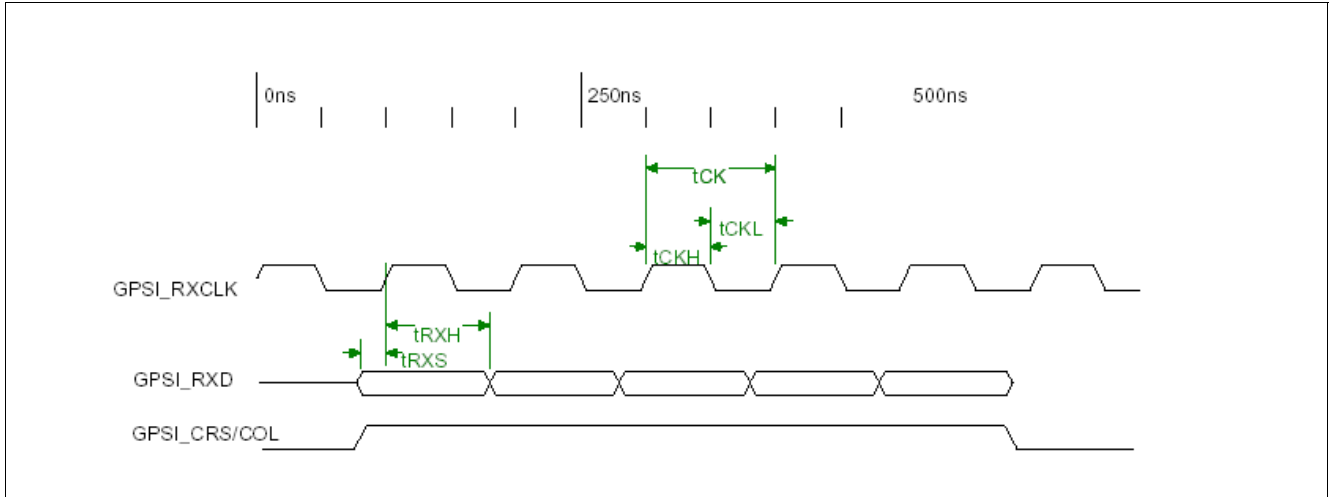 0ns 250ns 500ns
tCK
tCKL
tCKH
GPSI_RXCLK
tRXH
tRXS
GPSI_RXD
GPSI_CRS/COL